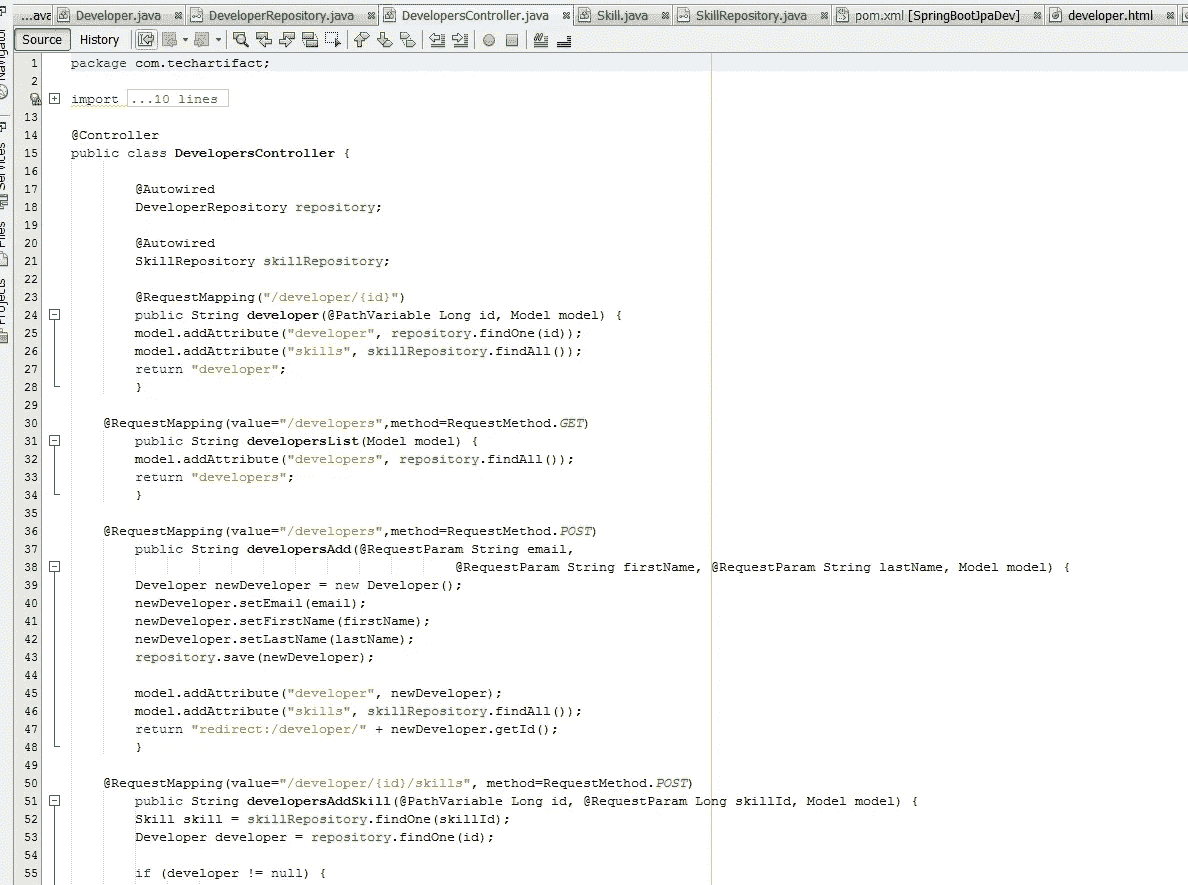 ...ava Developer.java DeveloperRepository.java DevelopersController.java Skill.java SkillRepository.java pom.xml [SpringBootJpaDev] developer.html
Source History
Navigator
Services
Files
Projects
1 package com.techartifact;
2
import ...10 lines
13
14 @Controller
15 public class DevelopersController {
16
17 @Autowired
18 DeveloperRepository repository;
19
20 @Autowired
21 SkillRepository skillRepository;
22
23 @RequestMapping("/developer/{id}")
24 public String developer(@PathVariable Long id, Model model) {
25 model.addAttribute("developer", repository.findOne(id));
26 model.addAttribute("skills", skillRepository.findAll());
27 return "developer";
28 }
29
30 @RequestMapping(value="/developers",method=RequestMethod.GET)
31 public String developersList(Model model) {
32 model.addAttribute("developers", repository.findAll());
33 return "developers";
34 }
35
36 @RequestMapping(value="/developers",method=RequestMethod.POST)
37 public String developersAdd(@RequestParam String email,
38 @RequestParam String firstName, @RequestParam String lastName, Model model) {
39 Developer newDeveloper = new Developer();
40 newDeveloper.setEmail(email);
41 newDeveloper.setFirstName(firstName);
42 newDeveloper.setLastName(lastName);
43 repository.save(newDeveloper);
44
45 model.addAttribute("developer", newDeveloper);
46 model.addAttribute("skills", skillRepository.findAll());
47 return "redirect:/developer/" + newDeveloper.getId();
48 }
49
50 @RequestMapping(value="/developer/{id}/skills", method=RequestMethod.POST)
51 public String developersAddSkill(@PathVariable Long id, @RequestParam Long skillId, Model model) {
52 Skill skill = skillRepository.findOne(skillId);
53 Developer developer = repository.findOne(id);
54
55 if (developer != null) {